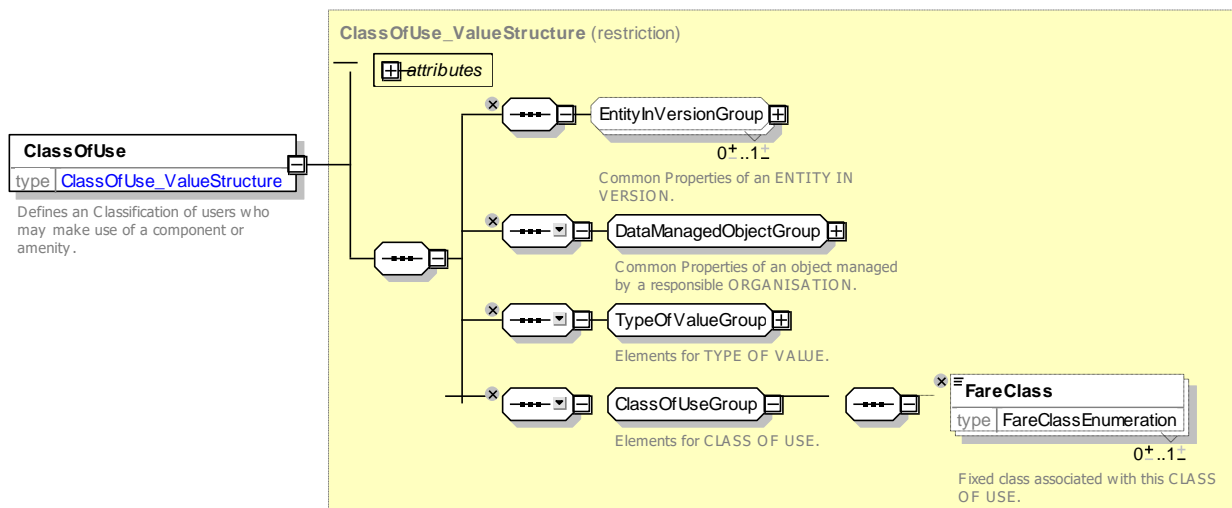 ClassOfUse_ValueStructure (restriction)
attributes
EntityInVersionGroup
0..1
Common Properties of an ENTITY IN
VERSION.
ClassOfUse
type ClassOfUse_ValueStructure
Defines an Classification of users who
may make use of a component or
amenity.
DataManagedObjectGroup
Common Properties of an object managed
by a responsible ORGANISATION.
TypeOfValueGroup
Elements for TYPE OF VALUE.
ClassOfUseGroup
Elements for CLASS OF USE.
FareClass
type FareClassEnumeration
0..1
Fixed class associated with this CLASS
OF USE.